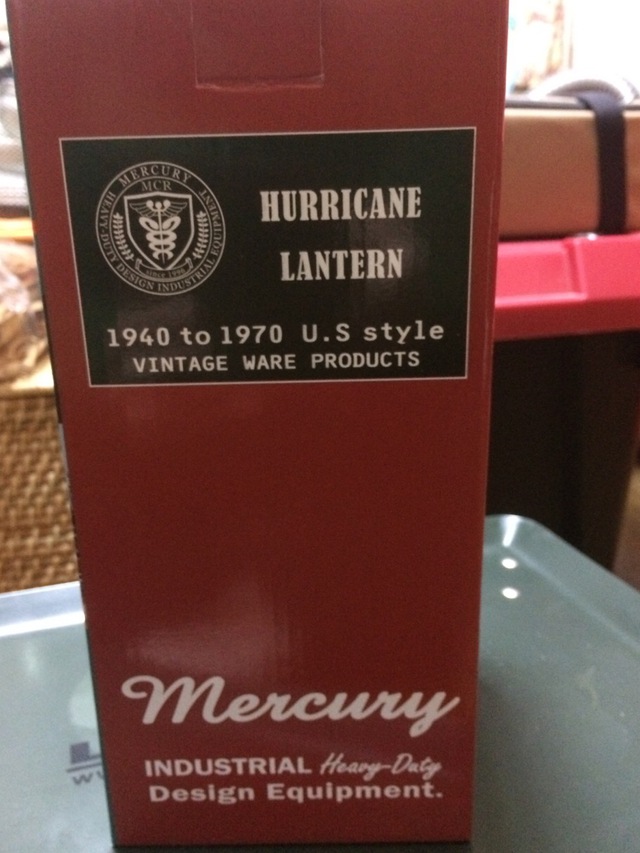 MERCURY
MCR
HEAVY-DUTY DESIGN INDUSTRIAL EQUIPMENT
HURRICANE
LANTERN
1940 to 1970 U.S style
VINTAGE WARE PRODUCTS
Mercury
INDUSTRIAL Heavy-Duty
Design Equipment.